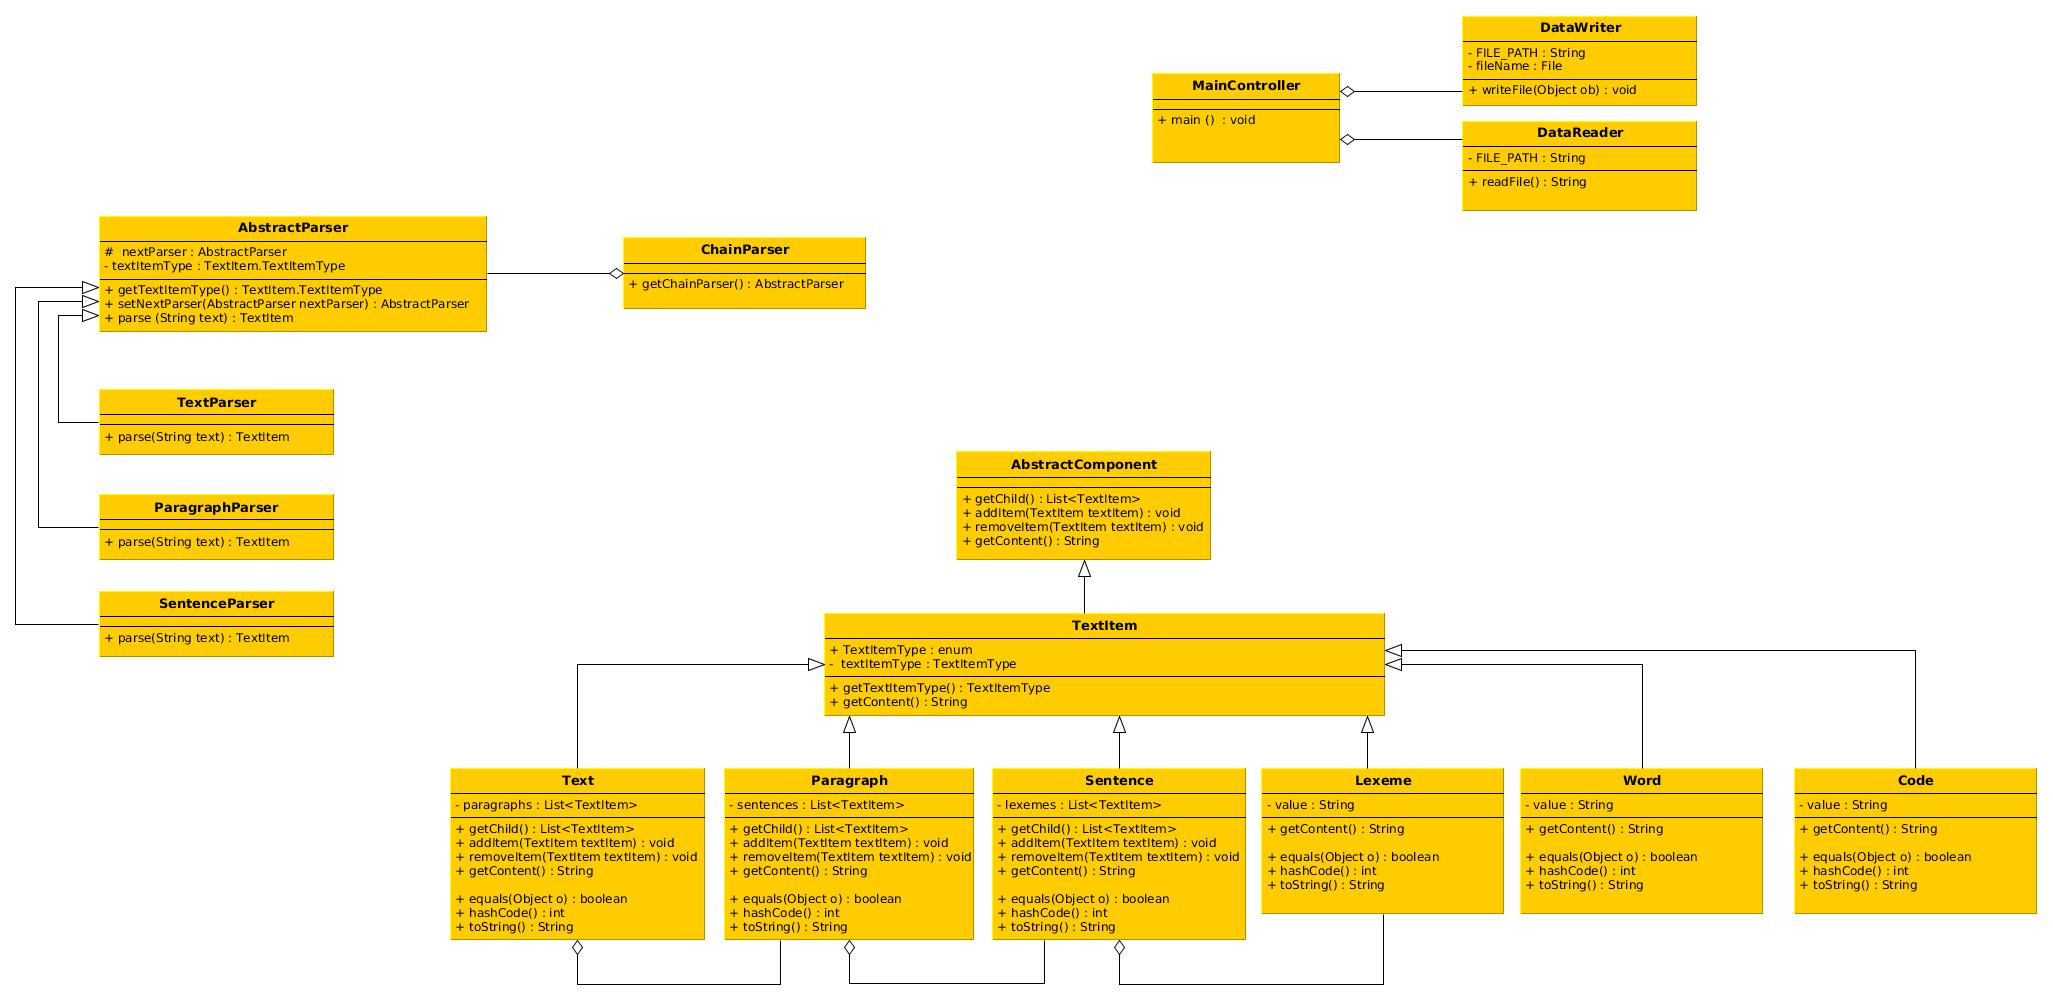 DataWriter
- FILE_PATH : String
- fileName : File
+ writeFile(Object ob) : void
MainController
+ main () : void
DataReader
- FILE_PATH : String
+ readFile() : String
AbstractParser
# nextParser : AbstractParser
- textItemType : TextItem.TextItemType
+ getTextItemType() : TextItem.TextItemType
+ setNextParser(AbstractParser nextParser) : AbstractParser
+ parse (String text) : TextItem
ChainParser
+ getChainParser() : AbstractParser
TextParser
+ parse(String text) : TextItem
ParagraphParser
+ parse(String text) : TextItem
SentenceParser
+ parse(String text) : TextItem
AbstractComponent
+ getChild() : List<TextItem>
+ addItem(TextItem textItem) : void
+ removeItem(TextItem textItem) : void
+ getContent() : String
TextItem
+ TextItemType : enum
- textItemType : TextItemType
+ getTextItemType() : TextItemType
+ getContent() : String
Text
- paragraphs : List<TextItem>
+ getChild() : List<TextItem>
+ addItem(TextItem textItem) : void
+ removeItem(TextItem textItem) : void
+ getContent() : String
+ equals(Object o) : boolean
+ hashCode() : int
+ toString() : String
Paragraph
- sentences : List<TextItem>
+ getChild() : List<TextItem>
+ addItem(TextItem textItem) : void
+ removeItem(TextItem textItem) : void
+ getContent() : String
+ equals(Object o) : boolean
+ hashCode() : int
+ toString() : String
Sentence
- lexemes : List<TextItem>
+ getChild() : List<TextItem>
+ addItem(TextItem textItem) : void
+ removeItem(TextItem textItem) : void
+ getContent() : String
+ equals(Object o) : boolean
+ hashCode() : int
+ toString() : String
Lexeme
- value : String
+ getContent() : String
+ equals(Object o) : boolean
+ hashCode() : int
+ toString() : String
Word
- value : String
+ getContent() : String
+ equals(Object o) : boolean
+ hashCode() : int
+ toString() : String
Code
- value : String
+ getContent() : String
+ equals(Object o) : boolean
+ hashCode() : int
+ toString() : String